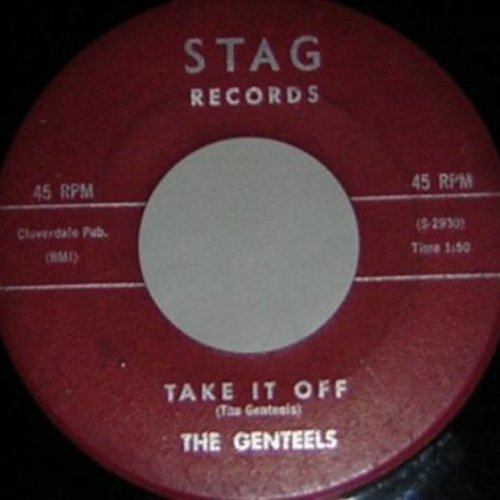 STAG
RECORDS
45 RPM
45 RPM
Cloverdale Pub.
(BMI)
(S-2930)
Time 1:50
TAKE IT OFF
(The Genteels)
THE GENTEELS